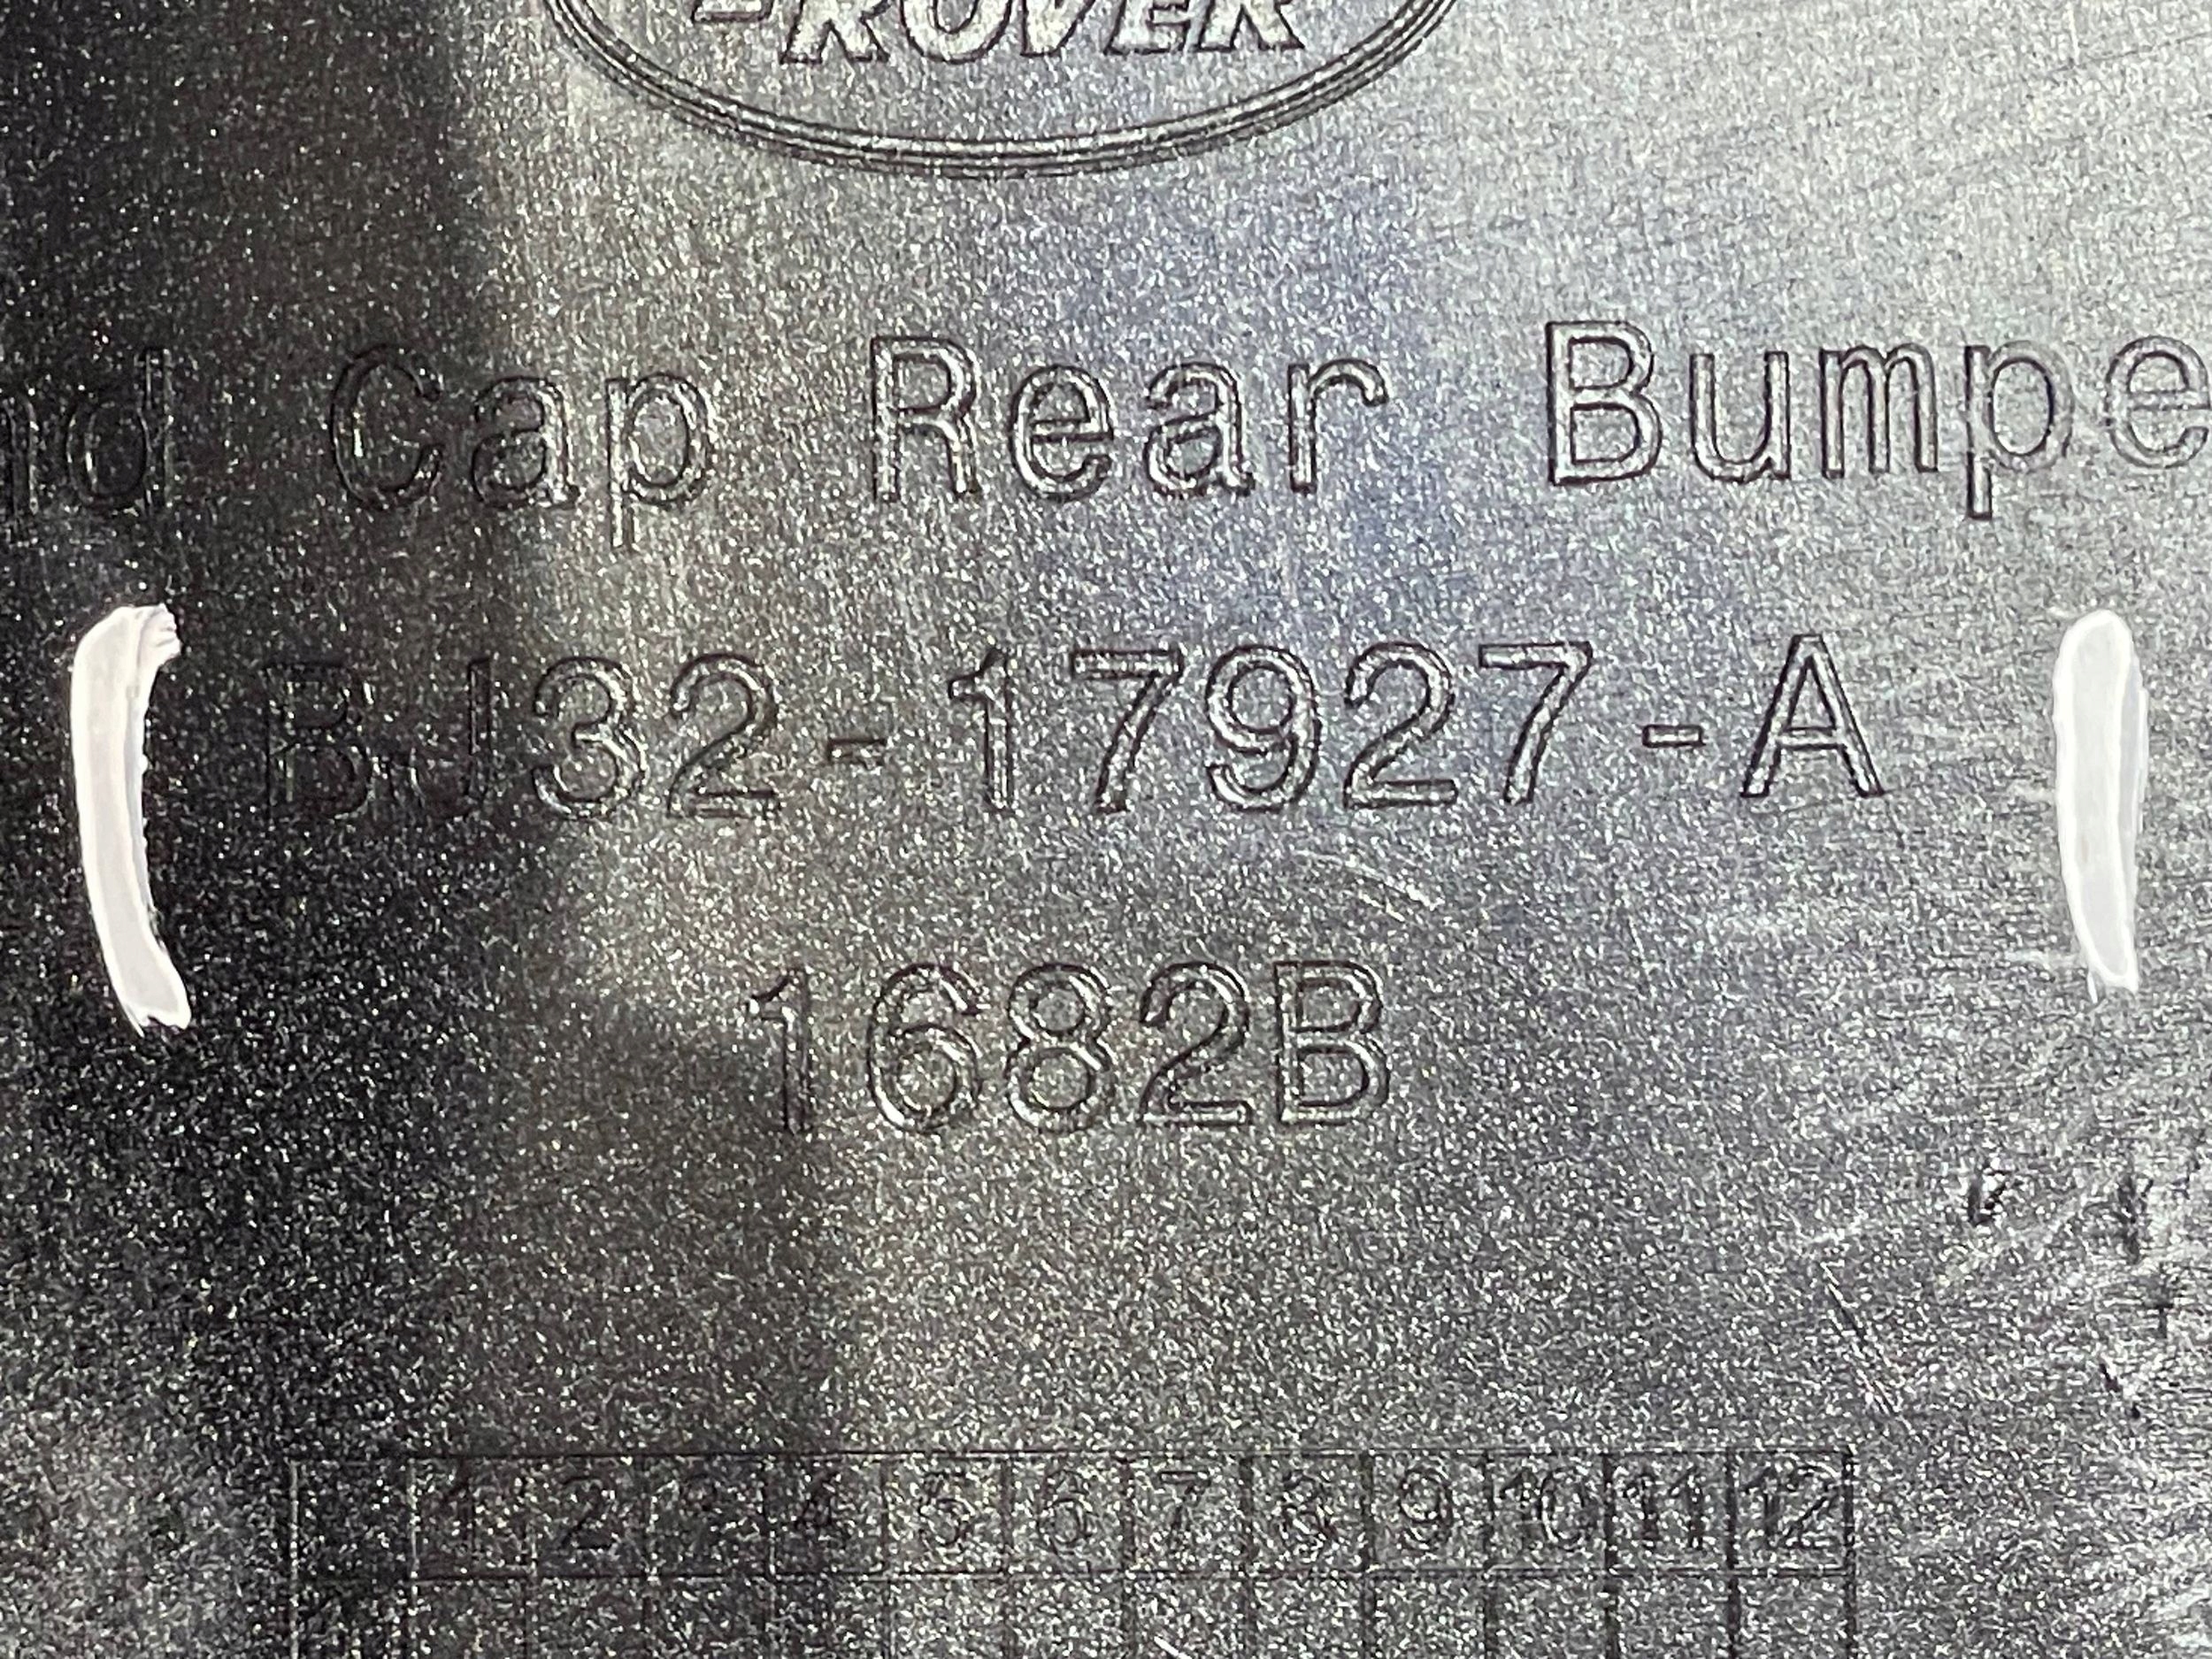 -ROVER
nd Cap Rear Bumpe
BJ32-17927-A
1682B
1 2 3 4 5 6 7 8 9 10 11 12